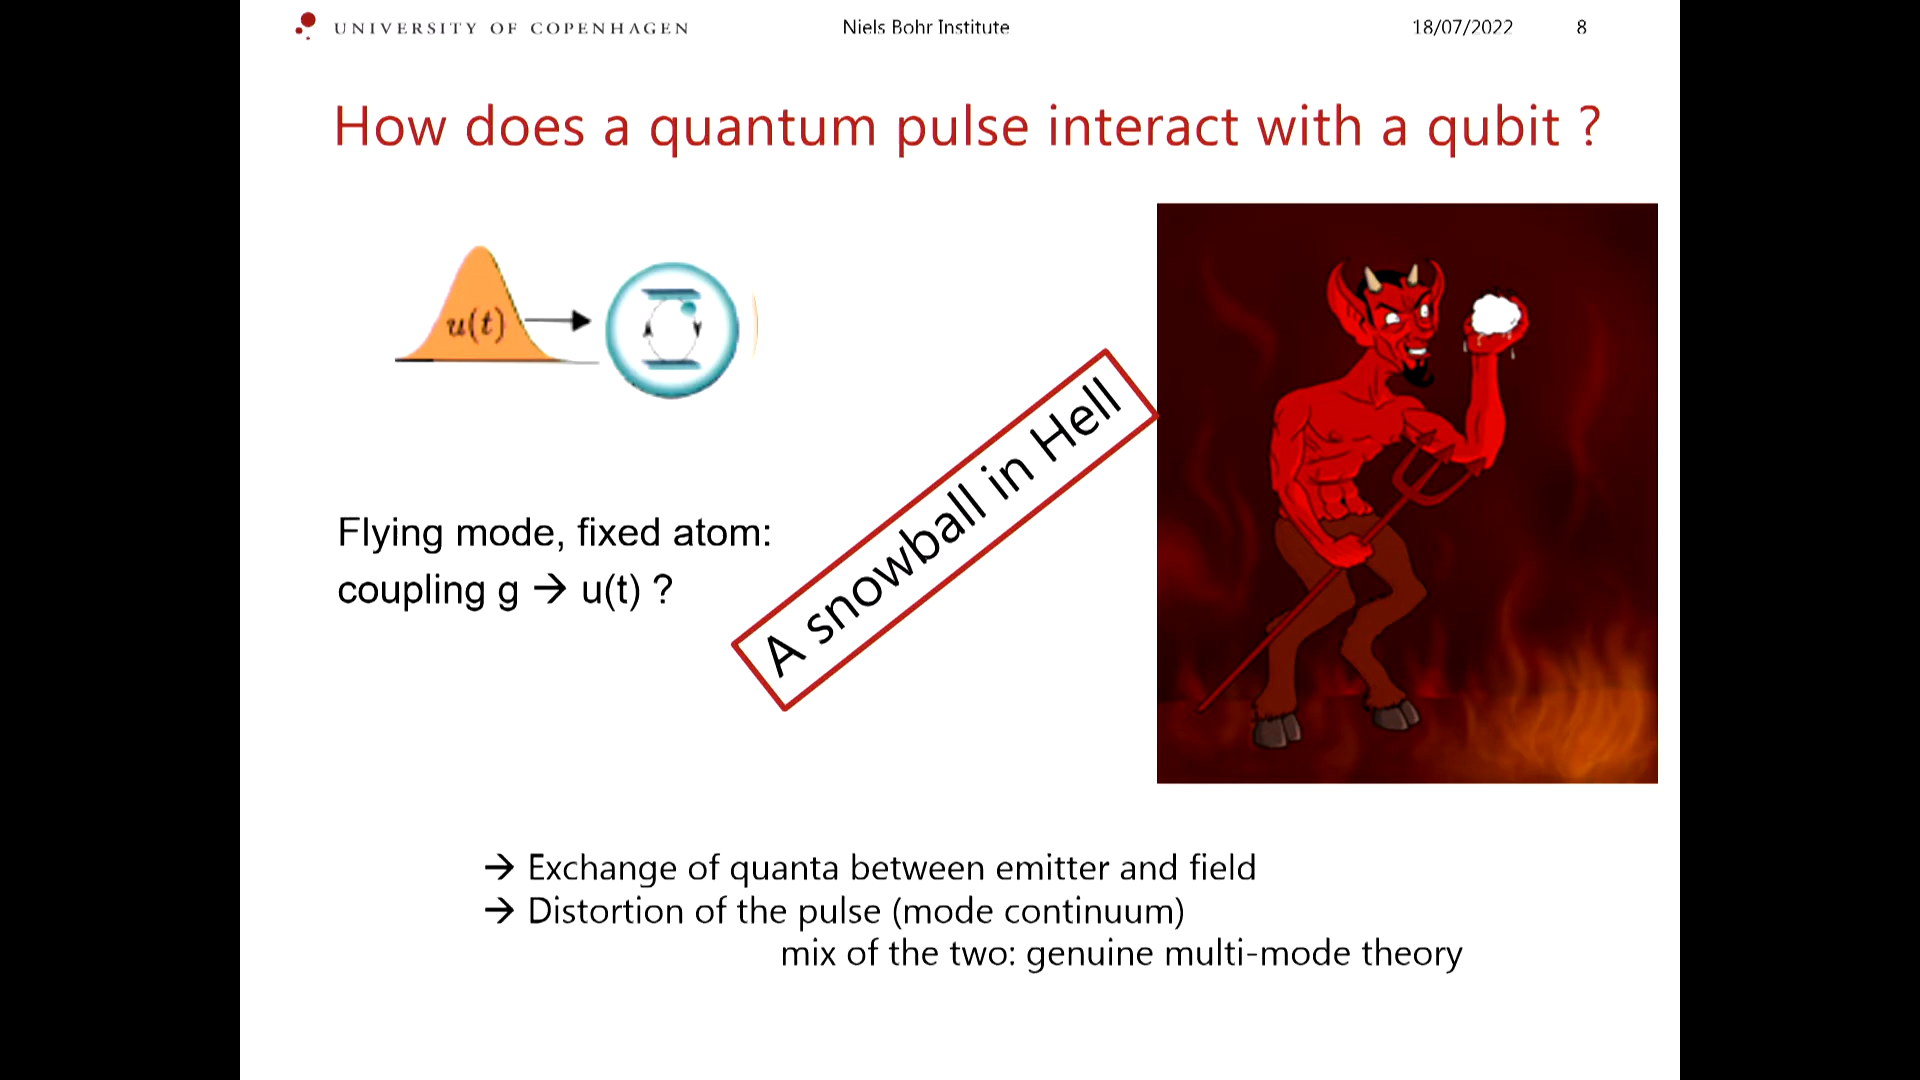 UNIVERSITY OF COPENHAGEN
Niels Bohr Institute
18/07/2022
8
How does a quantum pulse interact with a qubit ?
u(t)
Flying mode, fixed atom:
coupling g → u(t) ?
A snowball in Hell
→ Exchange of quanta between emitter and field
→ Distortion of the pulse (mode continuum)
mix of the two: genuine multi-mode theory